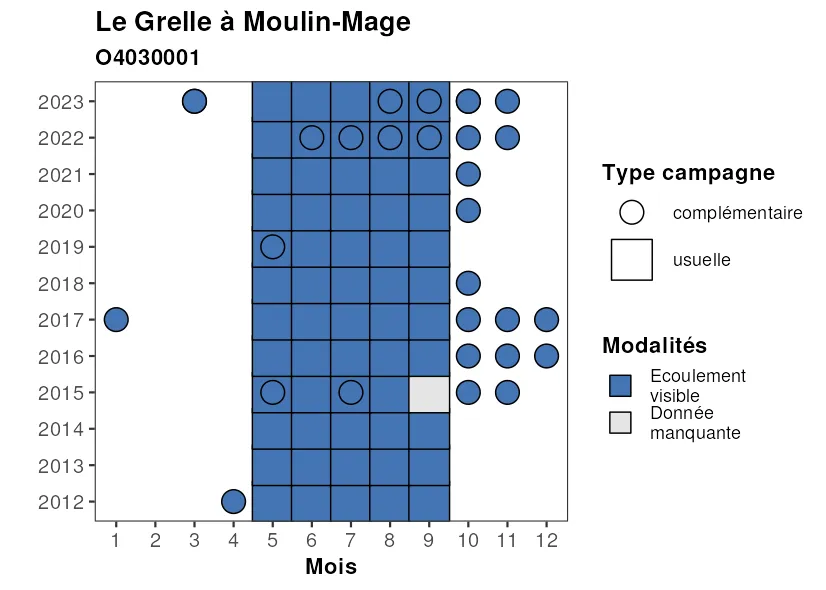 Le Grelle à Moulin-Mage
O4030001
2023
2022
2021
2020
2019
2018
2017
2016
2015
2014
2013
2012
1 2 3 4 5 6 7 8 9 10 11 12
Mois
Type campagne
complémentaire
usuelle
Modalités
Ecoulement
visible
Donnée
manquante